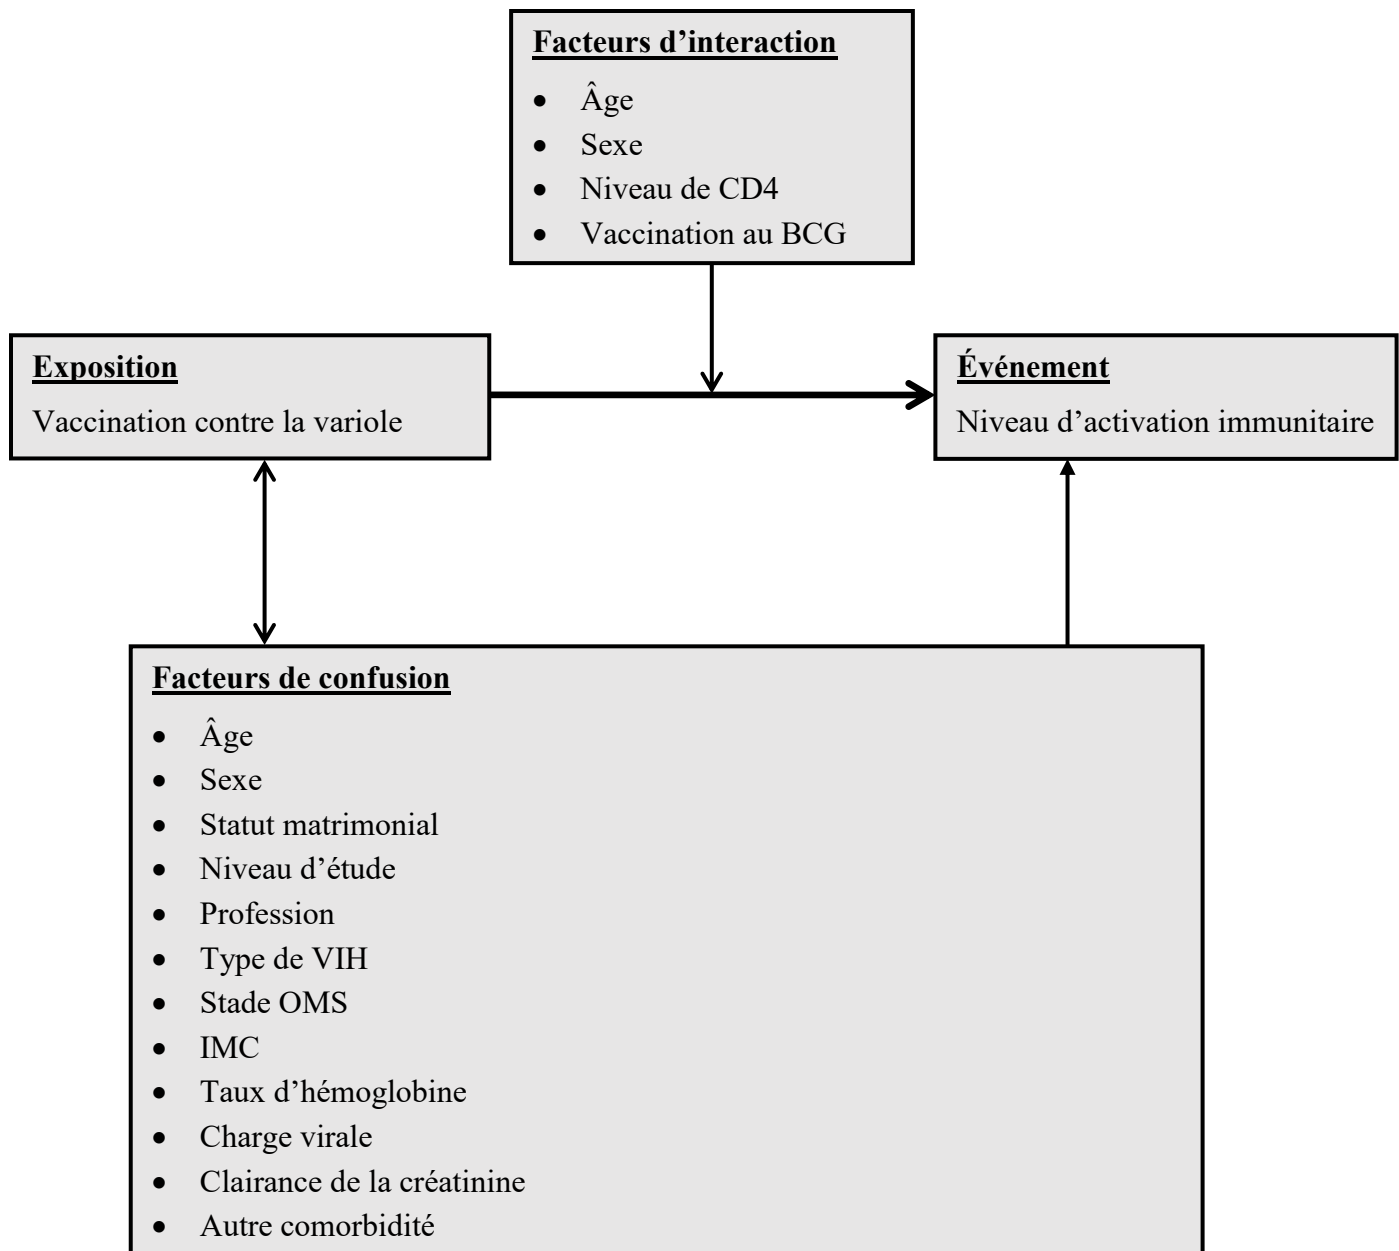 Facteurs d’interaction
• Âge
• Sexe
• Niveau de CD4
• Vaccination au BCG
Exposition
Vaccination contre la variole
Événement
Niveau d’activation immunitaire
Facteurs de confusion
• Âge
• Sexe
• Statut matrimonial
• Niveau d’étude
• Profession
• Type de VIH
• Stade OMS
• IMC
• Taux d’hémoglobine
• Charge virale
• Clairance de la créatinine
• Autre comorbidité